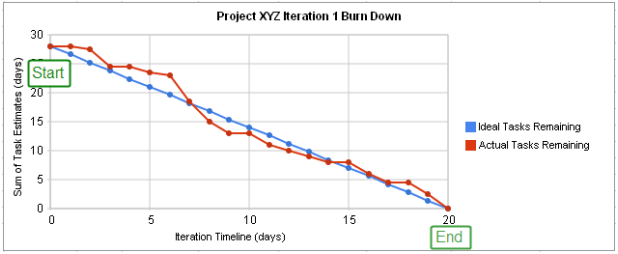 Project XYZ Iteration 1 Burn Down
Sum of Task Estimates (days)
30
Start
20
15
10
5
0
0 5 10 15 20
Iteration Timeline (days)
End
Ideal Tasks Remaining
Actual Tasks Remaining